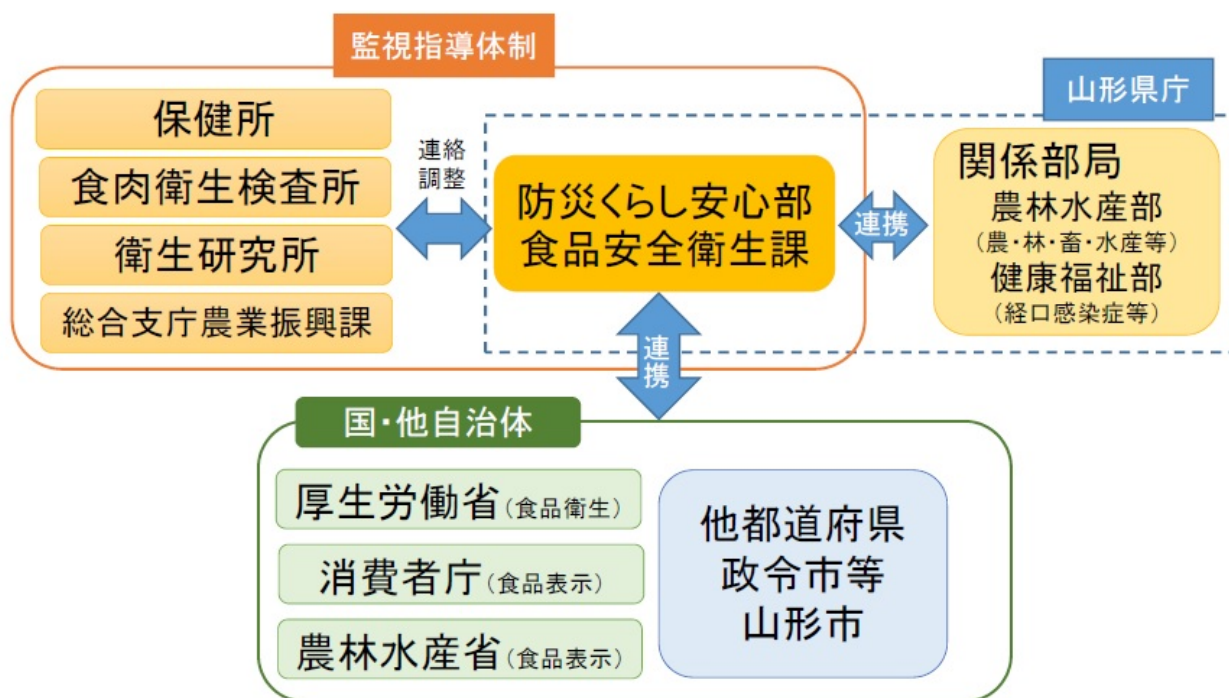 監視指導体制
山形県庁
保健所
食肉衛生検査所
衛生研究所
総合支庁農業振興課
連絡
調整
防災くらし安心部
食品安全衛生課
連携
関係部局
農林水産部
(農・林・畜・水産等)
健康福祉部
(経口感染症等)
連携
国・他自治体
厚生労働省(食品衛生)
消費者庁(食品表示)
農林水産省(食品表示)
他都道府県
政令市等
山形市